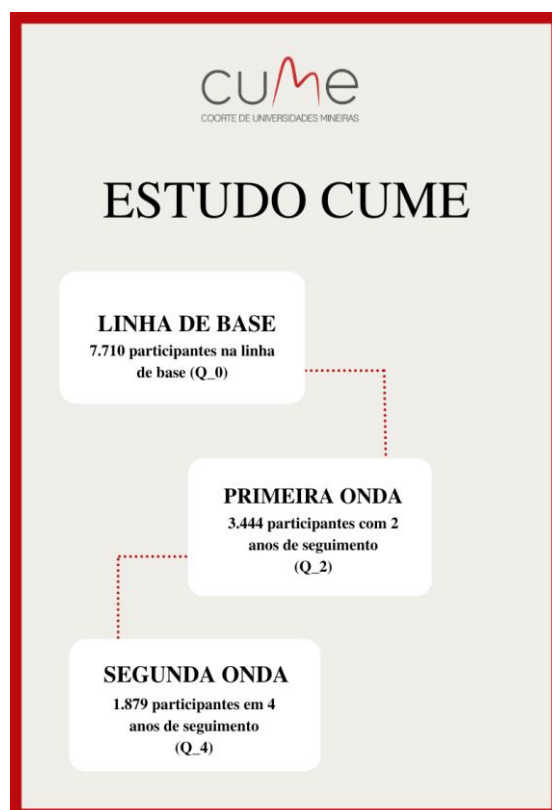 cume
COORTE DE UNIVERSIDADES MINEIRAS
ESTUDO CUME
LINHA DE BASE
7.710 participantes na linha
de base (Q_0)
PRIMEIRA ONDA
3.444 participantes com 2
anos de seguimento
(Q_2)
SEGUNDA ONDA
1.879 participantes em 4
anos de seguimento
(Q_4)